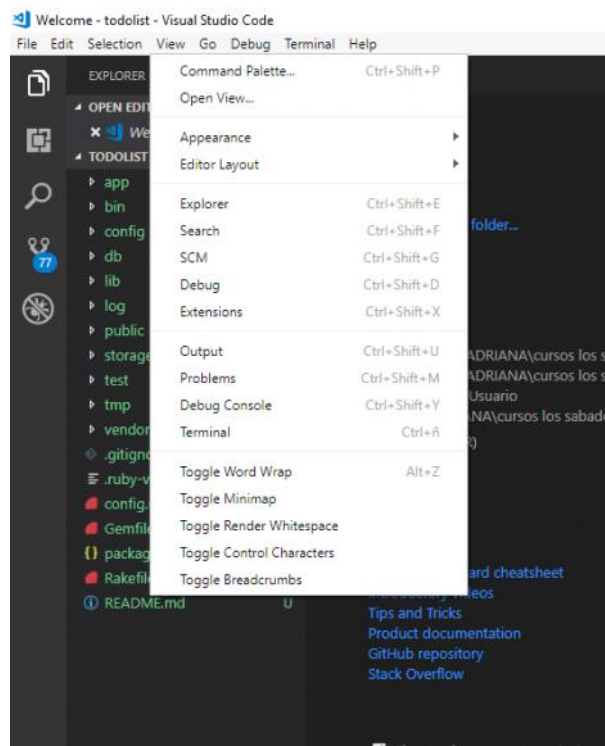 Welcome - todolist - Visual Studio Code
File Edit Selection View Go Debug Terminal Help
EXPLORER
OPEN EDIT
We
TODOLIST
app
bin
config
db
lib
log
public
storage
test
tmp
vendor
.gitigno
.ruby-v
config.
Gemfile
packag
Rakefil
README.md U
77
Command Palette... Ctrl+Shift+P
Open View...
Appearance
Editor Layout
Explorer Ctrl+Shift+E
Search Ctrl+Shift+F
SCM Ctrl+Shift+G
Debug Ctrl+Shift+D
Extensions Ctrl+Shift+X
Output Ctrl+Shift+U
Problems Ctrl+Shift+M
Debug Console Ctrl+Shift+Y
Terminal Ctrl+ñ
Toggle Word Wrap Alt+Z
Toggle Minimap
Toggle Render Whitespace
Toggle Control Characters
Toggle Breadcrumbs
folder...
ADRIANA\cursos los s
ADRIANA\cursos los s
Usuario
NA\cursos los sabado
R)
ard cheatsheet
Tips and Tricks
Product documentation
GitHub repository
Stack Overflow